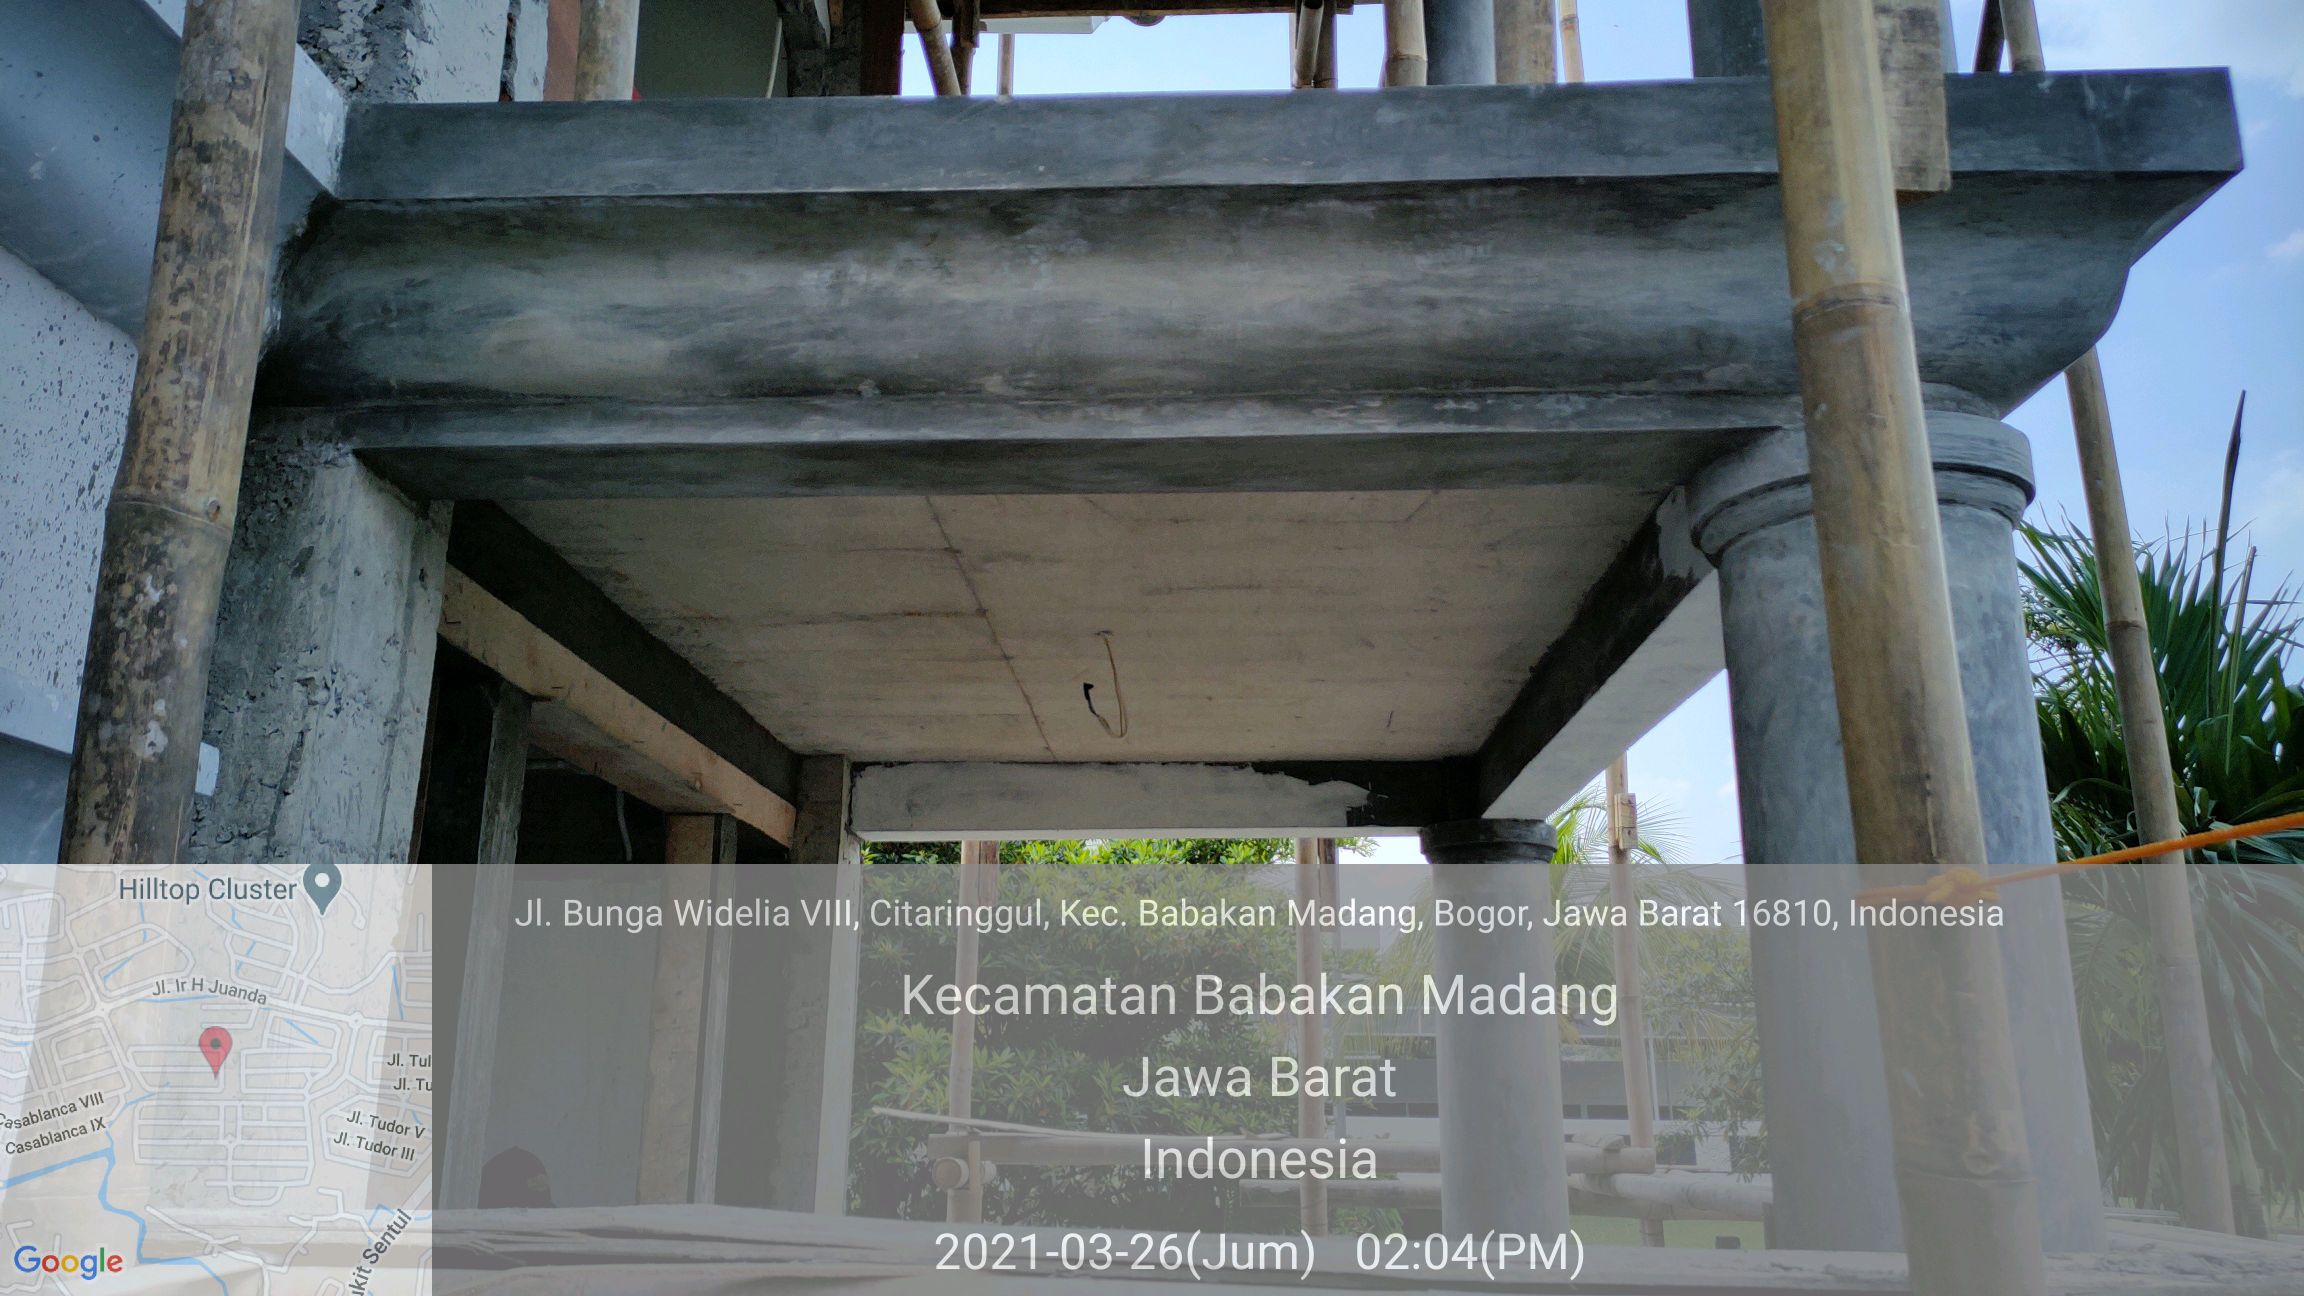 Hilltop Cluster
Jl. Ir H Juanda
Jl. Tul
Jl. Tu
Casablanca VIII
Casablanca IX
Jl. Tudor V
Jl. Tudor III
ukit Sentul
Google
Jl. Bunga Widelia VIII, Citaringgul, Kec. Babakan Madang, Bogor, Jawa Barat 16810, Indonesia
Kecamatan Babakan Madang
Jawa Barat
Indonesia
2021-03-26(Jum) 02:04(PM)